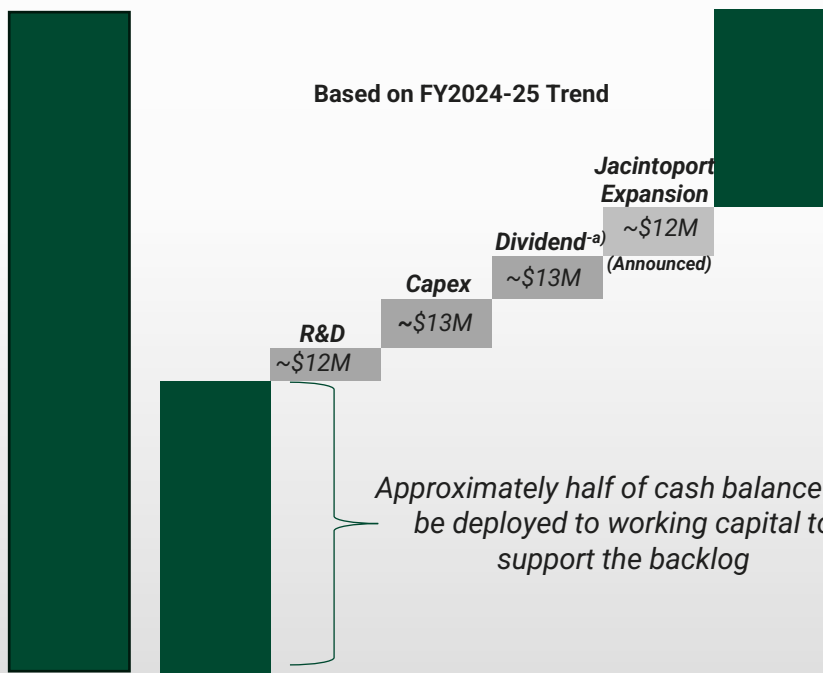 Based on FY2024-25 Trend
Jacintoport
Expansion
~$12M
(Announced)
Dividend-a)
~$13M
Capex
~$13M
R&D
~$12M
Approximately half of cash balance
be deployed to working capital to
support the backlog